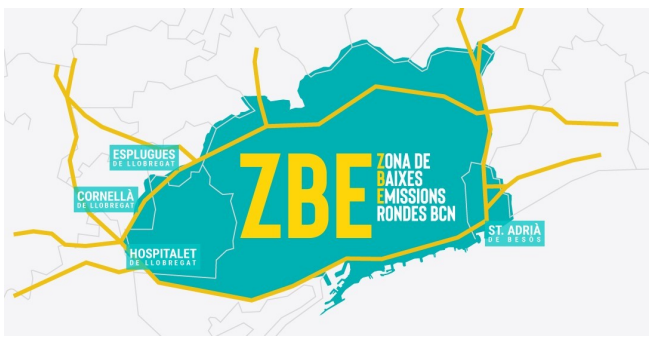 ESPLUGUES
DE LLOBREGAT
CORNELLÀ
DE LLOBREGAT
HOSPITALET
DE LLOBREGAT
ZBE
ZONA DE
BAIXES
EMISSIONS
RONDES BCN
ST. ADRIÀ
DE BESÒS